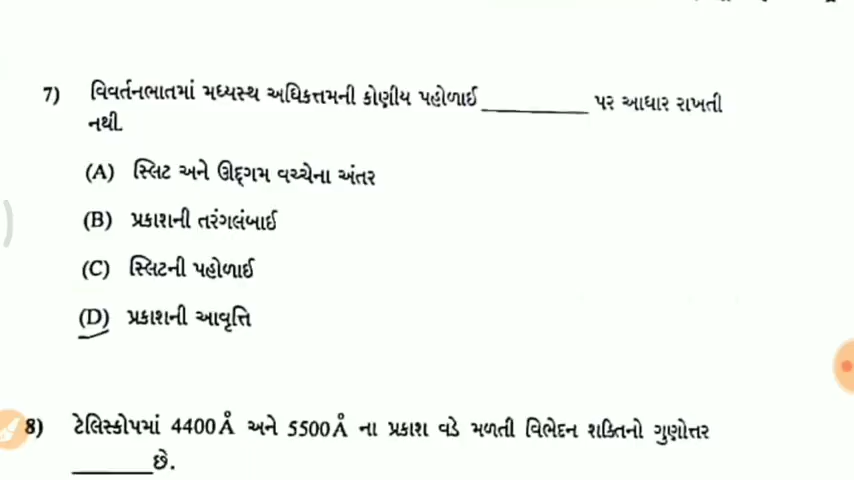 7) વિવર્તનભાતમાં મધ્યસ્થ અધિકત્તમની કોણીય પહોળાઈ __________ પર આધાર રાખતી
નથી.
(A) સ્લિટ અને ઊદ્ગમ વચ્ચેના અંતર
(B) પ્રકાશની તરંગલંબાઈ
(C) સ્લિટની પહોળાઈ
(D) પ્રકાશની આવૃત્તિ
8) ટેલિસ્કોપમાં 4400Å અને 5500Å ના પ્રકાશ વડે મળતી વિભેદન શક્તિનો ગુણોત્તર
________ છે.